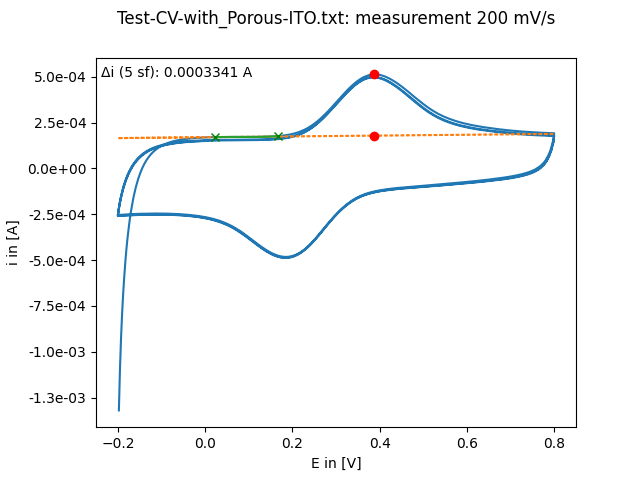 Test-CV-with_Porous-ITO.txt: measurement 200 mV/s
Δi (5 sf): 0.0003341 A
5.0e-04
2.5e-04
0.0e+00
-2.5e-04
-5.0e-04
-7.5e-04
-1.0e-03
-1.3e-03
i in [A]
−0.2 0.0 0.2 0.4 0.6 0.8
E in [V]